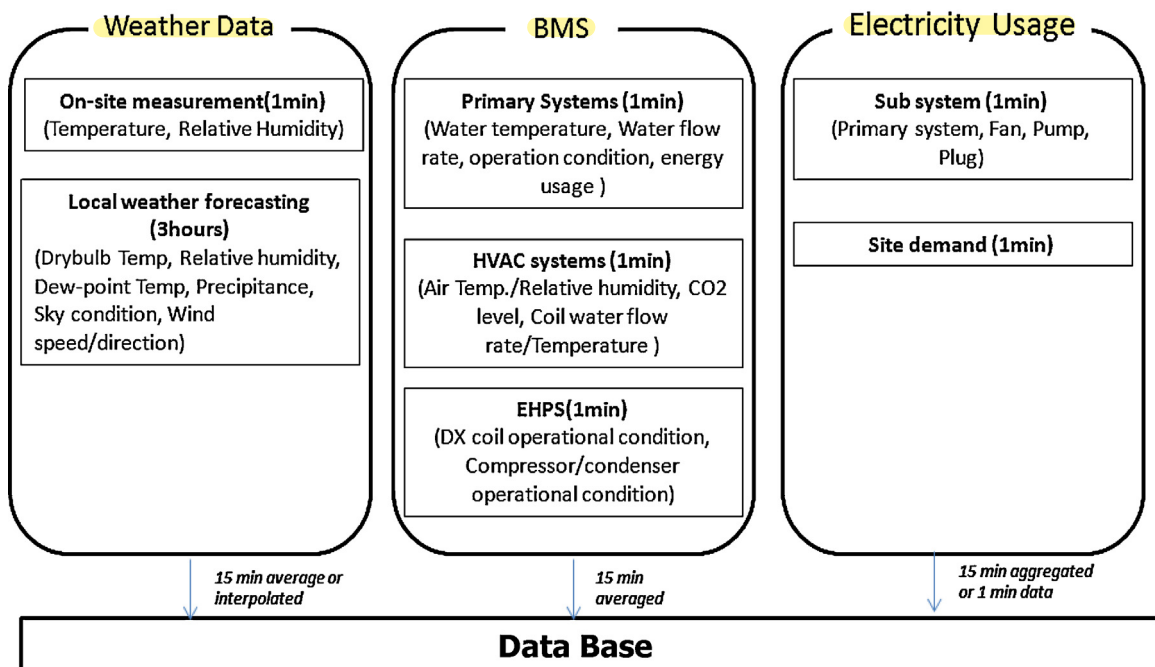 Weather Data
On-site measurement(1min)
(Temperature, Relative Humidity)
Local weather forecasting
(3hours)
(Drybulb Temp, Relative humidity,
Dew-point Temp, Precipitance,
Sky condition, Wind
speed/direction)
15 min average or
interpolated
BMS
Primary Systems (1min)
(Water temperature, Water flow
rate, operation condition, energy
usage )
HVAC systems (1min)
(Air Temp./Relative humidity, CO2
level, Coil water flow
rate/Temperature )
EHPS(1min)
(DX coil operational condition,
Compressor/condenser
operational condition)
15 min
averaged
Electricity Usage
Sub system (1min)
(Primary system, Fan, Pump,
Plug)
Site demand (1min)
15 min aggregated
or 1 min data
Data Base